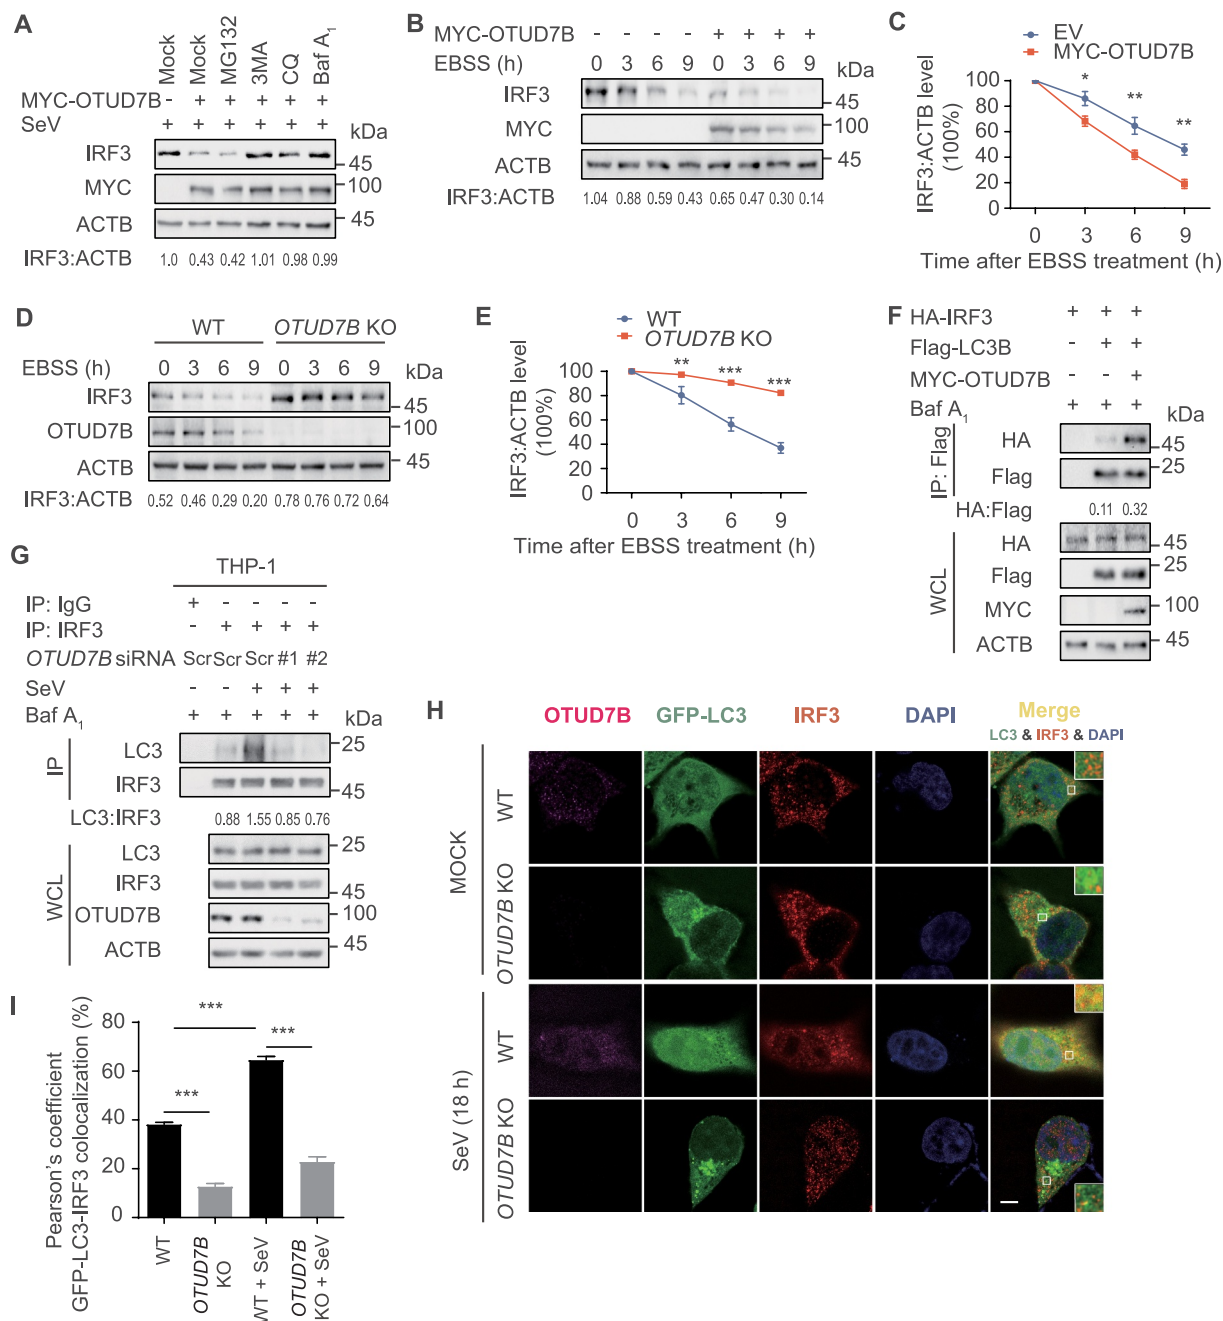 A
Mock Mock MG132 3MA CQ Baf A1
MYC-OTUD7B - + + + + +
SeV + + + + + + kDa
IRF3 45
MYC 100
ACTB 45
IRF3:ACTB 1.0 0.43 0.42 1.01 0.98 0.99
B
MYC-OTUD7B - - - - + + + +
EBSS (h) 0 3 6 9 0 3 6 9 kDa
IRF3 45
MYC 100
ACTB 45
IRF3:ACTB 1.04 0.88 0.59 0.43 0.65 0.47 0.30 0.14
C
EV
MYC-OTUD7B
IRF3:ACTB level (100%)
100
80
60
40
20
0
* ** **
0 3 6 9
Time after EBSS treatment (h)
D
WT OTUD7B KO
EBSS (h) 0 3 6 9 0 3 6 9 kDa
IRF3 45
OTUD7B 100
ACTB 45
IRF3:ACTB 0.52 0.46 0.29 0.20 0.78 0.76 0.72 0.64
E
WT
OTUD7B KO
IRF3:ACTB level (100%)
100
80
60
40
20
0
** *** ***
0 3 6 9
Time after EBSS treatment (h)
F
HA-IRF3 + + +
Flag-LC3B - + +
MYC-OTUD7B - - +
Baf A1 + + + kDa
IP: Flag
HA 45
Flag 25
HA:Flag 0.11 0.32
WCL
HA 45
Flag 25
MYC 100
ACTB 45
G
THP-1
IP: IgG + - - - -
IP: IRF3 - + + + +
OTUD7B siRNA Scr Scr Scr #1 #2
SeV - - + + +
Baf A1 + + + + + kDa
IP
LC3 25
IRF3 45
LC3:IRF3 0.88 1.55 0.85 0.76
WCL
LC3 25
IRF3 45
OTUD7B 100
ACTB 45
H
OTUD7B GFP-LC3 IRF3 DAPI Merge
LC3 & IRF3 & DAPI
MOCK
WT
OTUD7B KO
SeV (18 h)
WT
OTUD7B KO
I
Pearson's coefficient
GFP-LC3-IRF3 colocalization (%)
80
60
40
20
0
*** *** ***
WT
OTUD7B KO
WT + SeV
OTUD7B KO + SeV